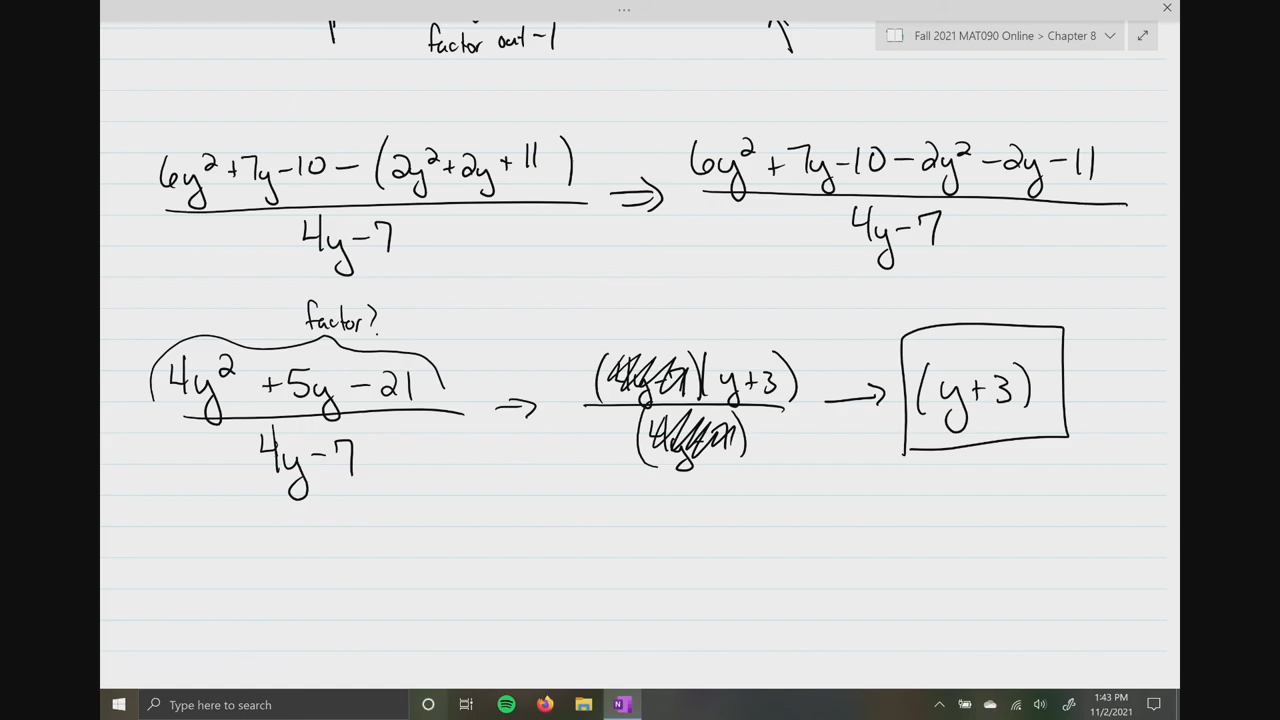 ...
factor out -1
Fall 2021 MAT090 Online > Chapter 8
6y² + 7y - 10 - (2y² + 2y + 11) ⇒ 6y² + 7y - 10 - 2y² - 2y - 11
4y - 7 4y - 7
factor?
4y² + 5y - 21 → (y + 3) → (y + 3)
4y - 7
Type here to search
1:43 PM
11/2/2021